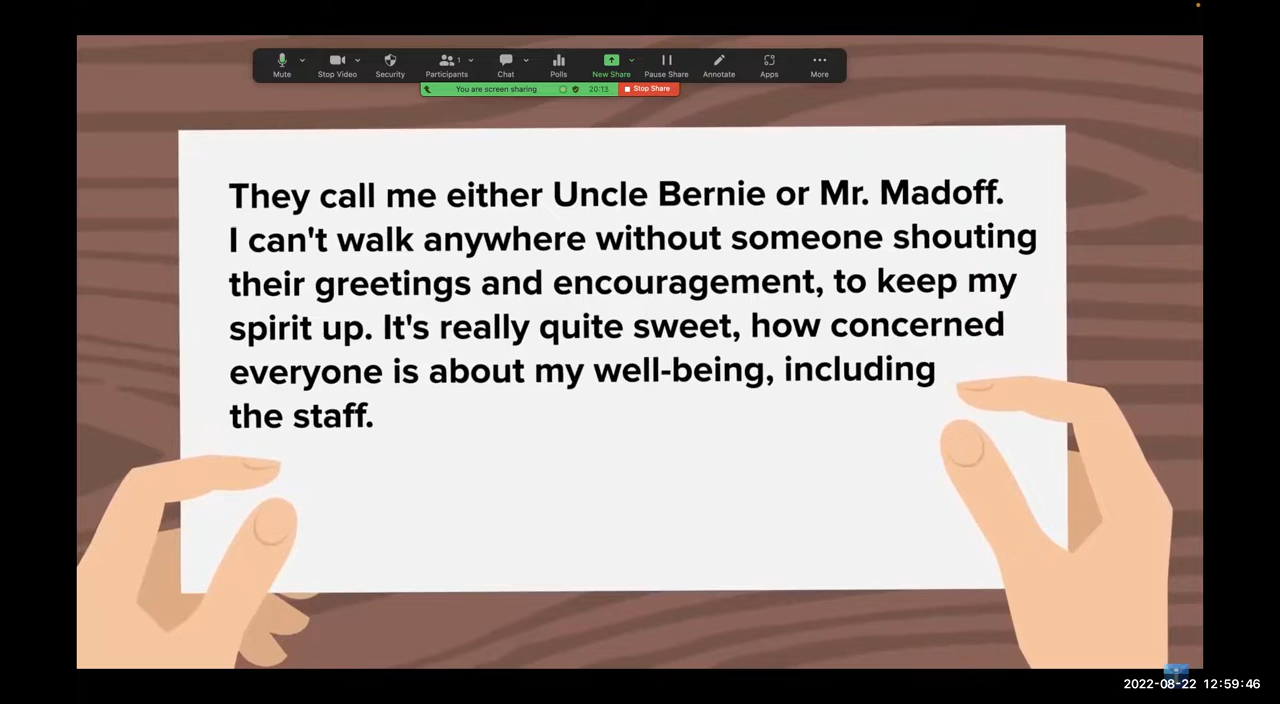 Mute
Stop Video
Security
Participants
1
Chat
Polls
New Share
Pause Share
Annotate
Apps
More
You are screen sharing
20:13
Stop Share
They call me either Uncle Bernie or Mr. Madoff.
I can't walk anywhere without someone shouting
their greetings and encouragement, to keep my
spirit up. It's really quite sweet, how concerned
everyone is about my well-being, including
the staff.
2022-08-22 12:59:46